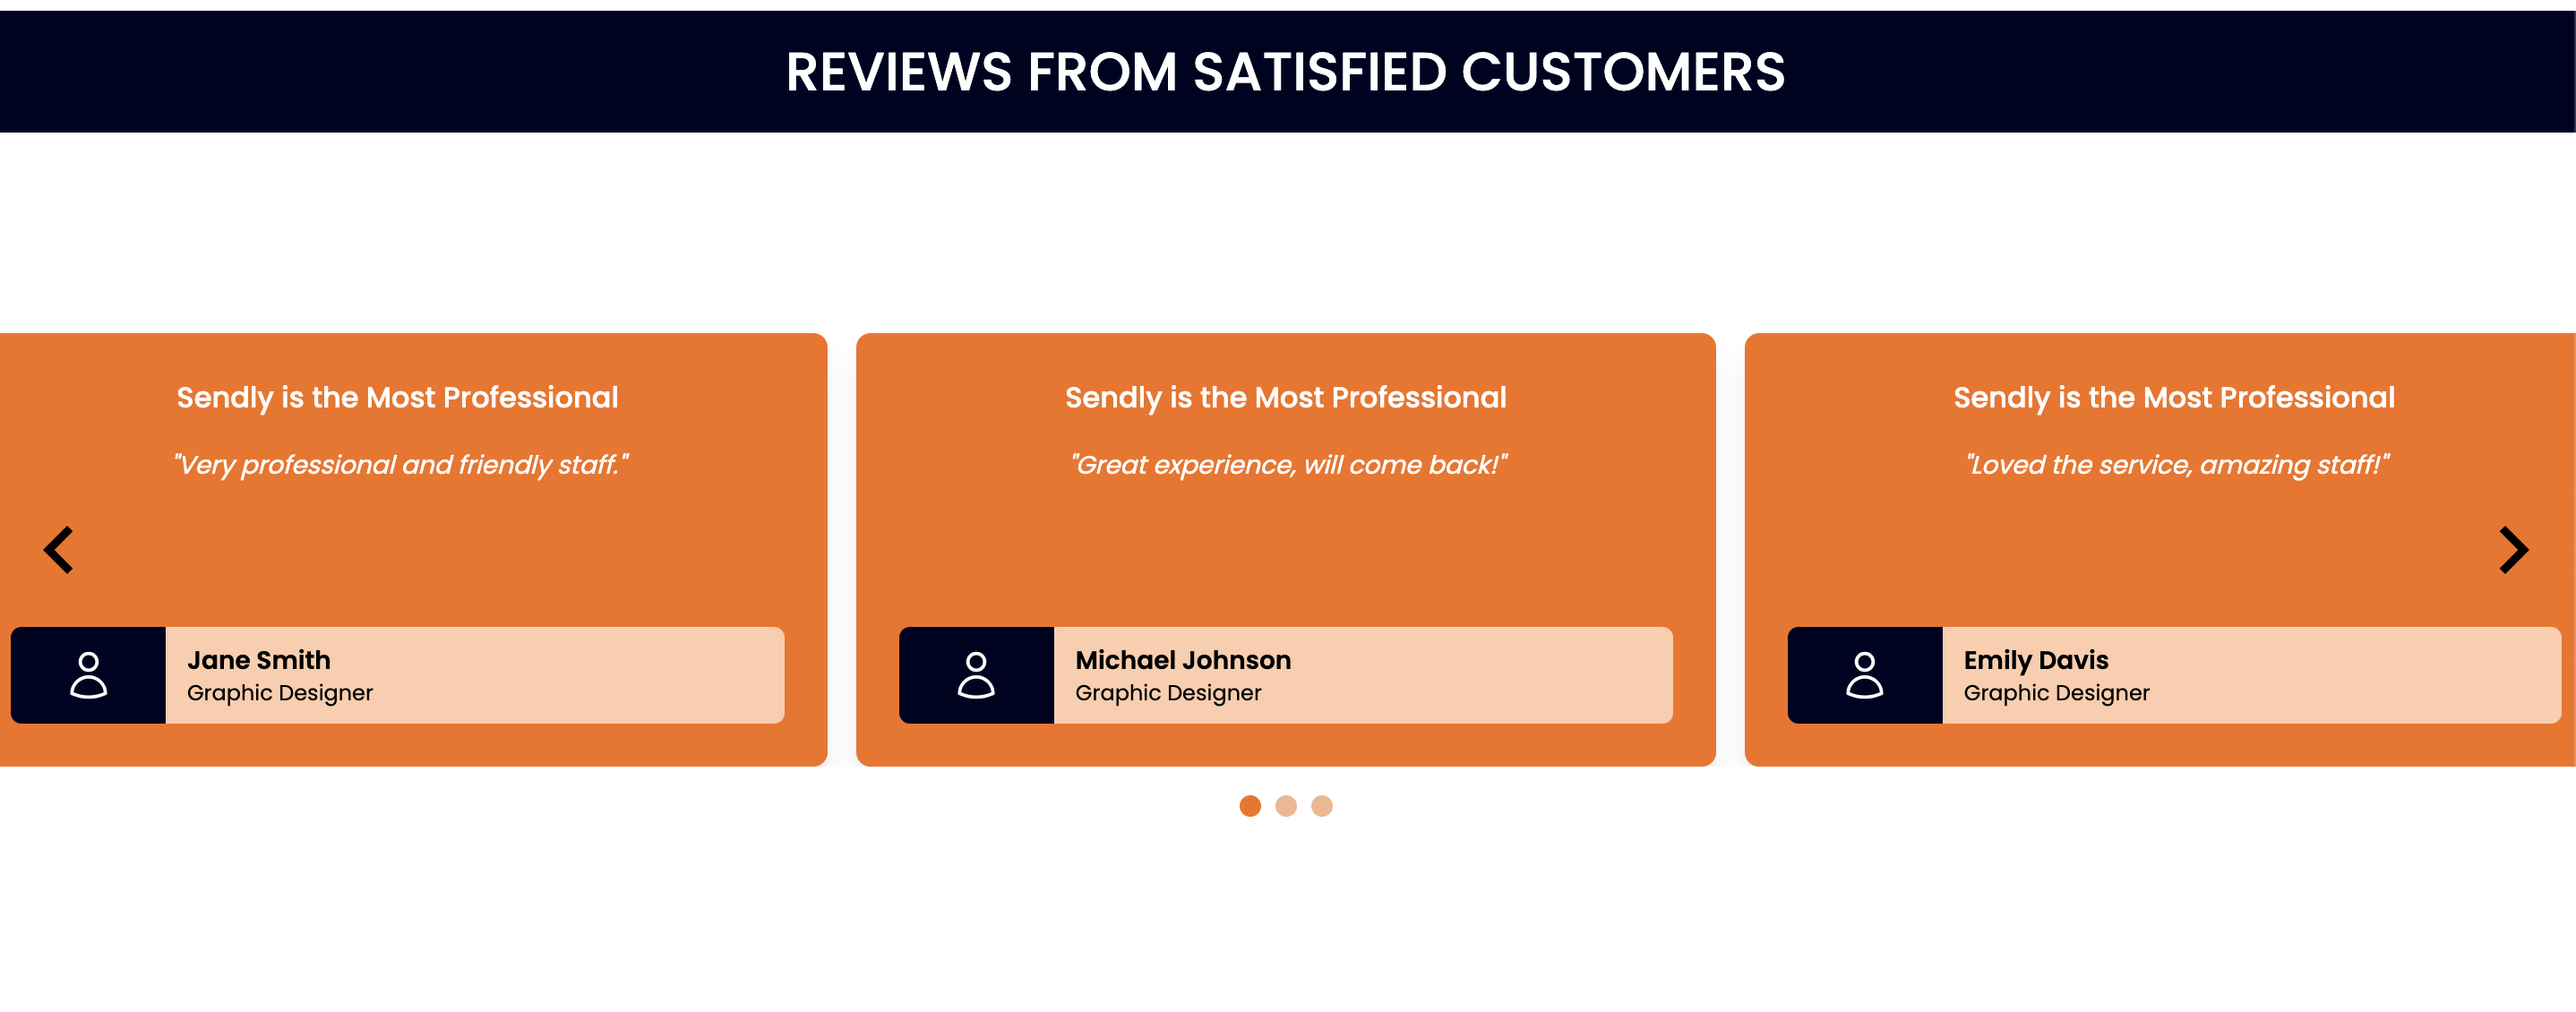 REVIEWS FROM SATISFIED CUSTOMERS
Sendly is the Most Professional
"Very professional and friendly staff."
Jane Smith
Graphic Designer
Sendly is the Most Professional
"Great experience, will come back!"
Michael Johnson
Graphic Designer
Sendly is the Most Professional
"Loved the service, amazing staff!"
Emily Davis
Graphic Designer